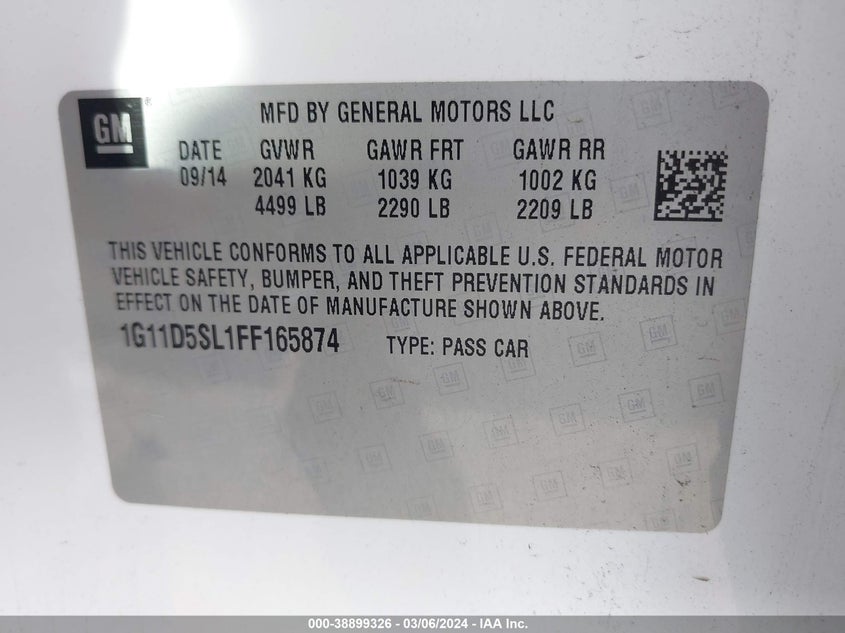 GM ®
MFD BY GENERAL MOTORS LLC
DATE GVWR GAWR FRT GAWR RR
09/14 2041 KG 1039 KG 1002 KG
4499 LB 2290 LB 2209 LB
THIS VEHICLE CONFORMS TO ALL APPLICABLE U.S. FEDERAL MOTOR
VEHICLE SAFETY, BUMPER, AND THEFT PREVENTION STANDARDS IN
EFFECT ON THE DATE OF MANUFACTURE SHOWN ABOVE.
1G11D5SL1FF165874 TYPE: PASS CAR
000-38899326 - 03/06/2024 - IAA Inc.